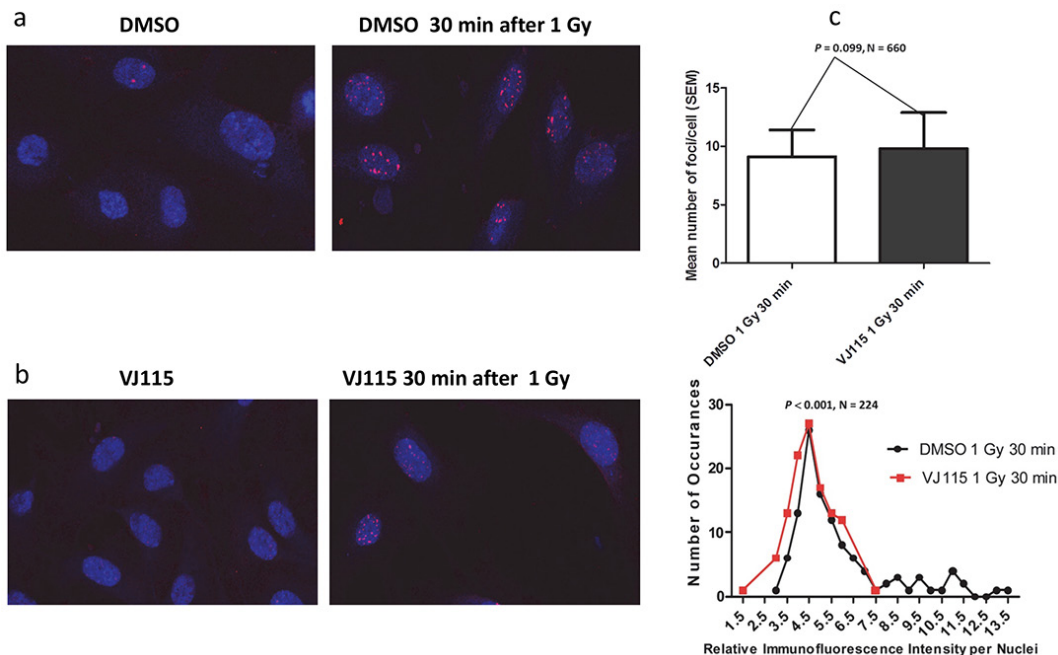 a
DMSO
DMSO 30 min after 1 Gy
b
VJ115
VJ115 30 min after 1 Gy
c
P = 0.099, N = 660
Mean number of foci/cell (SEM)
15
10
5
0
DMSO 1 Gy 30 min
VJ115 1 Gy 30 min
P < 0.001, N = 224
Number of Occurances
30
20
10
0
DMSO 1 Gy 30 min
VJ115 1 Gy 30 min
1.5
2.5
3.5
4.5
5.5
6.5
7.5
8.5
9.5
10.5
11.5
12.5
13.5
Relative Immunofluorescence Intensity per Nuclei